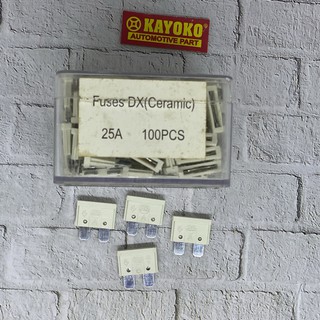 KAYOKO
AUTOMOTIVE PART
Fuses DX(Ceramic)
25A 100PCS